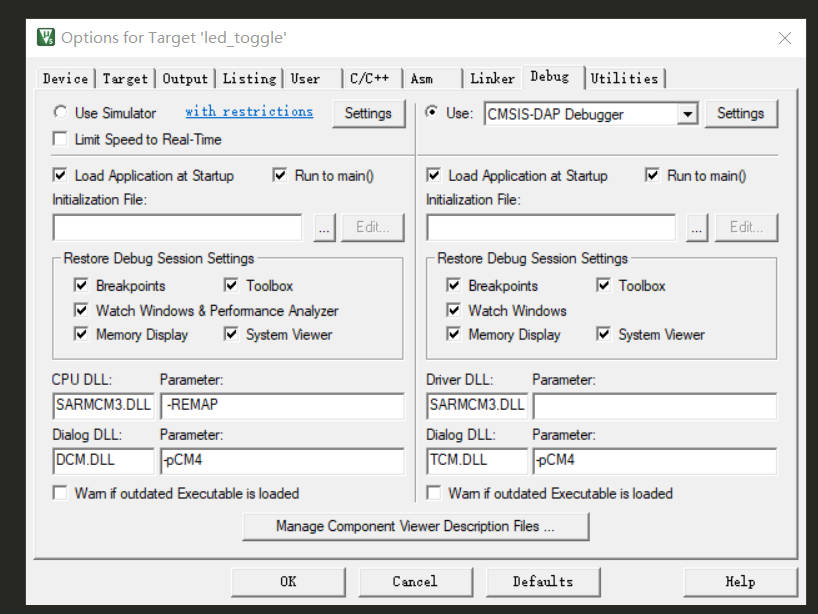 Options for Target 'led_toggle'
Device Target Output Listing User C/C++ Asm Linker Debug Utilities
Use Simulator with restrictions Settings
Limit Speed to Real-Time
Load Application at Startup Run to main()
Initialization File:
... Edit...
Restore Debug Session Settings
Breakpoints Toolbox
Watch Windows & Performance Analyzer
Memory Display System Viewer
CPU DLL: Parameter:
SARMCM3.DLL -REMAP
Dialog DLL: Parameter:
DCM.DLL -pCM4
Warn if outdated Executable is loaded
Use: CMSIS-DAP Debugger Settings
Load Application at Startup Run to main()
Initialization File:
... Edit...
Restore Debug Session Settings
Breakpoints Toolbox
Watch Windows
Memory Display System Viewer
Driver DLL: Parameter:
SARMCM3.DLL
Dialog DLL: Parameter:
TCM.DLL -pCM4
Warn if outdated Executable is loaded
Manage Component Viewer Description Files ...
OK Cancel Defaults Help